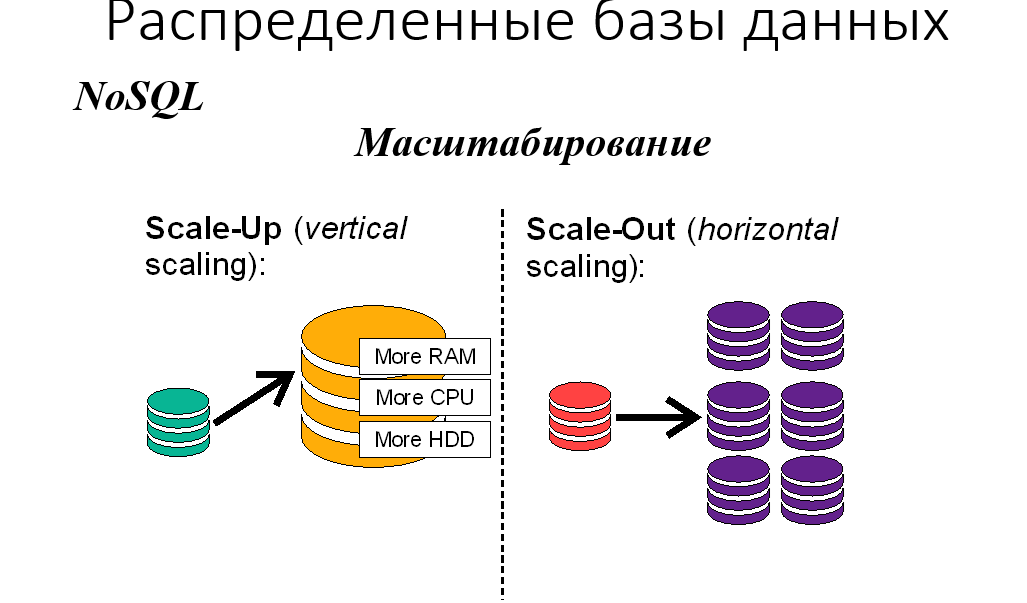 Распределенные базы данных
NoSQL
Масштабирование
Scale-Up (vertical
scaling):
More RAM
More CPU
More HDD
Scale-Out (horizontal
scaling):